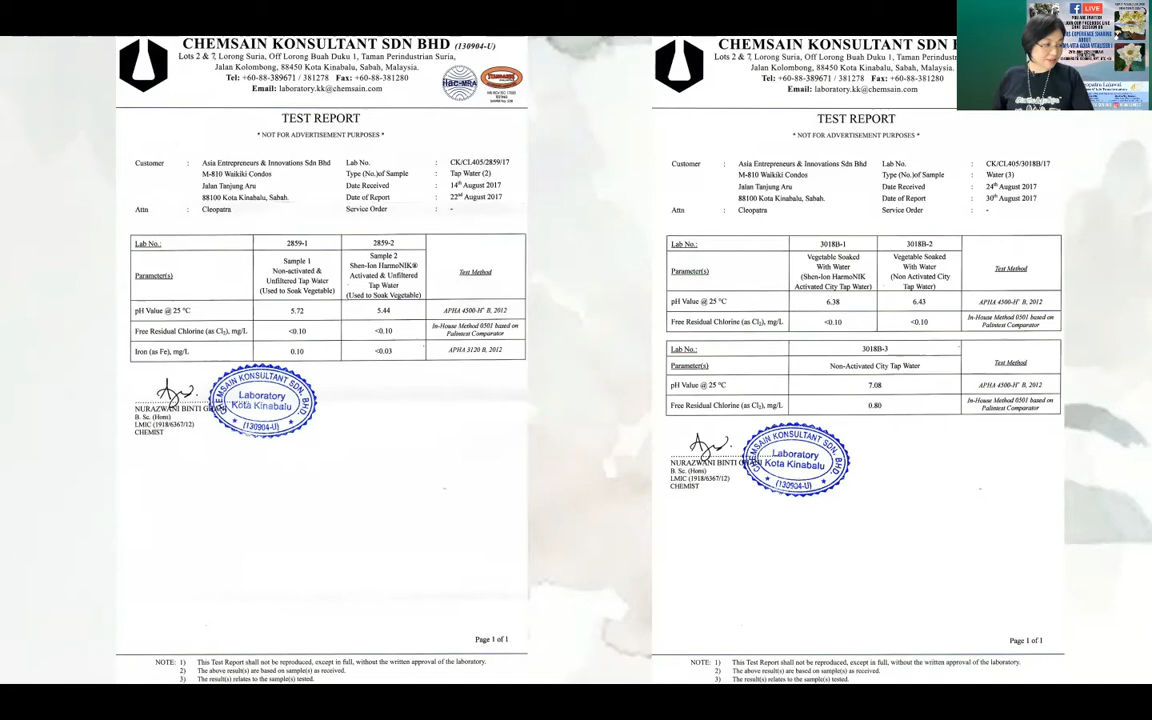 CHEMSAIN KONSULTANT SDN BHD (130904-U)
Lots 2 & 7, Lorong Suria, Off Lorong Buah Duku 1, Taman Perindustrian Suria,
Jalan Kolombong, 88450 Kota Kinabalu, Sabah, Malaysia.
Tel: +60-88-389671 / 381278 Fax: +60-88-381280
Email: laboratory.kk@chemsain.com
ilac-MRA
TEST REPORT
* NOT FOR ADVERTISEMENT PURPOSES *
Customer : Asia Entrepreneurs & Innovations Sdn Bhd Lab No. : CK/CL405/2859/17
M-810 Waikiki Condos Type (No.)of Sample : Tap Water (2)
Jalan Tanjung Aru Date Received : 14th August 2017
88100 Kota Kinabalu, Sabah. Date of Report : 22nd August 2017
Attn : Cleopatra Service Order : -
Lab No.: 2859-1 2859-2 Test Method
Parameter(s)
Sample 1
Non-activated &
Unfiltered Tap Water
(Used to Soak Vegetable)
Sample 2
Shen-Ion HarmoNIK®
Activated & Unfiltered
Tap Water
(Used to Soak Vegetable)
pH Value @ 25 °C 5.72 5.44 APHA 4500-H+ B, 2012
Free Residual Chlorine (as Cl2), mg/L <0.10 <0.10 In-House Method 0501 based on
Palintest Comparator
Iron (as Fe), mg/L 0.10 <0.03 APHA 3120 B, 2012
NURAZWANI BINTI
B. Sc. (Hons)
LMIC (1918/6367/12)
CHEMIST
CHEMSAIN KONSULTANT SDN. BHD.
Laboratory
Kota Kinabalu
(130904-U)
Page 1 of 1
NOTE: 1) This Test Report shall not be reproduced, except in full, without the written approval of the laboratory.
2) The above result(s) are based on sample(s) as received.
3) The result(s) relates to the sample(s) tested.
CHEMSAIN KONSULTANT SDN
Lots 2 & 7, Lorong Suria, Off Lorong Buah Duku 1, Taman Perindustrian
Jalan Kolombong, 88450 Kota Kinabalu, Sabah, Malaysia.
Tel: +60-88-389671 / 381278 Fax: +60-88-381280
Email: laboratory.kk@chemsain.com
TEST REPORT
* NOT FOR ADVERTISEMENT PURPOSES *
Customer : Asia Entrepreneurs & Innovations Sdn Bhd Lab No. : CK/CL405/3018B/17
M-810 Waikiki Condos Type (No.)of Sample : Water (3)
Jalan Tanjung Aru Date Received : 24th August 2017
88100 Kota Kinabalu, Sabah. Date of Report : 30th August 2017
Attn : Cleopatra Service Order : -
Lab No.: 3018B-1 3018B-2 Test Method
Parameter(s)
Vegetable Soaked
With Water
(Shen-Ion HarmoNIK
Activated City Tap Water)
Vegetable Soaked
With Water
(Non Activated City
Tap Water)
pH Value @ 25 °C 6.38 6.43 APHA 4500-H+ B, 2012
Free Residual Chlorine (as Cl2), mg/L <0.10 <0.10 In-House Method 0501 based on
Palintest Comparator
Lab No.: 3018B-3 Test Method
Parameter(s) Non-Activated City Tap Water
pH Value @ 25 °C 7.08 APHA 4500-H+ B, 2012
Free Residual Chlorine (as Cl2), mg/L 0.80 In-House Method 0501 based on
Palintest Comparator
NURAZWANI BINTI
B. Sc. (Hons)
LMIC (1918/6367/12)
CHEMIST
CHEMSAIN KONSULTANT SDN. BHD.
Laboratory
Kota Kinabalu
(130904-U)
Page 1 of 1
NOTE: 1) This Test Report shall not be reproduced, except in full, without the written approval of the laboratory.
2) The above result(s) are based on sample(s) as received.
3) The result(s) relates to the sample(s) tested.
LIVE
YOU ARE INVITED